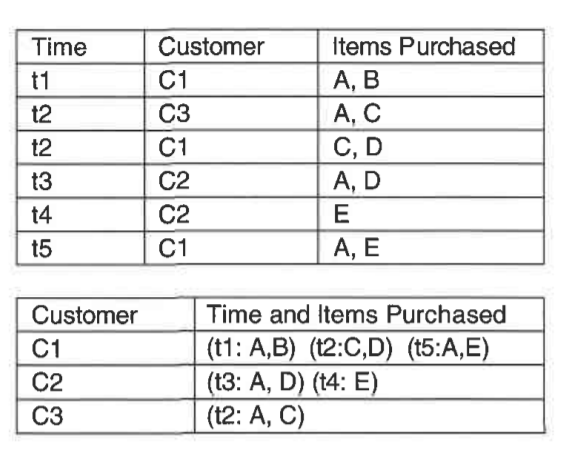 Time Customer Items Purchased
t1 C1 A, B
t2 C3 A, C
t2 C1 C, D
t3 C2 A, D
t4 C2 E
t5 C1 A, E
Customer Time and Items Purchased
C1 (t1: A,B) (t2:C,D) (t5:A,E)
C2 (t3: A, D) (t4: E)
C3 (t2: A, C)